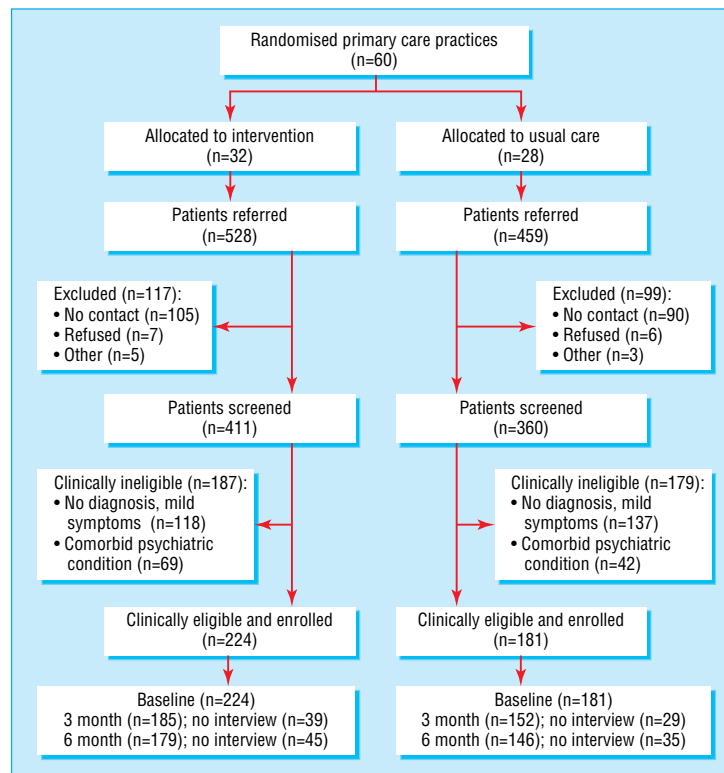 Randomised primary care practices
(n=60)
Allocated to intervention
(n=32)
Allocated to usual care
(n=28)
Patients referred
(n=528)
Patients referred
(n=459)
Excluded (n=117):
• No contact (n=105)
• Refused (n=7)
• Other (n=5)
Excluded (n=99):
• No contact (n=90)
• Refused (n=6)
• Other (n=3)
Patients screened
(n=411)
Patients screened
(n=360)
Clinically ineligible (n=187):
• No diagnosis, mild
symptoms (n=118)
• Comorbid psychiatric
condition (n=69)
Clinically ineligible (n=179):
• No diagnosis, mild
symptoms (n=137)
• Comorbid psychiatric
condition (n=42)
Clinically eligible and enrolled
(n=224)
Clinically eligible and enrolled
(n=181)
Baseline (n=224)
3 month (n=185); no interview (n=39)
6 month (n=179); no interview (n=45)
Baseline (n=181)
3 month (n=152); no interview (n=29)
6 month (n=146); no interview (n=35)